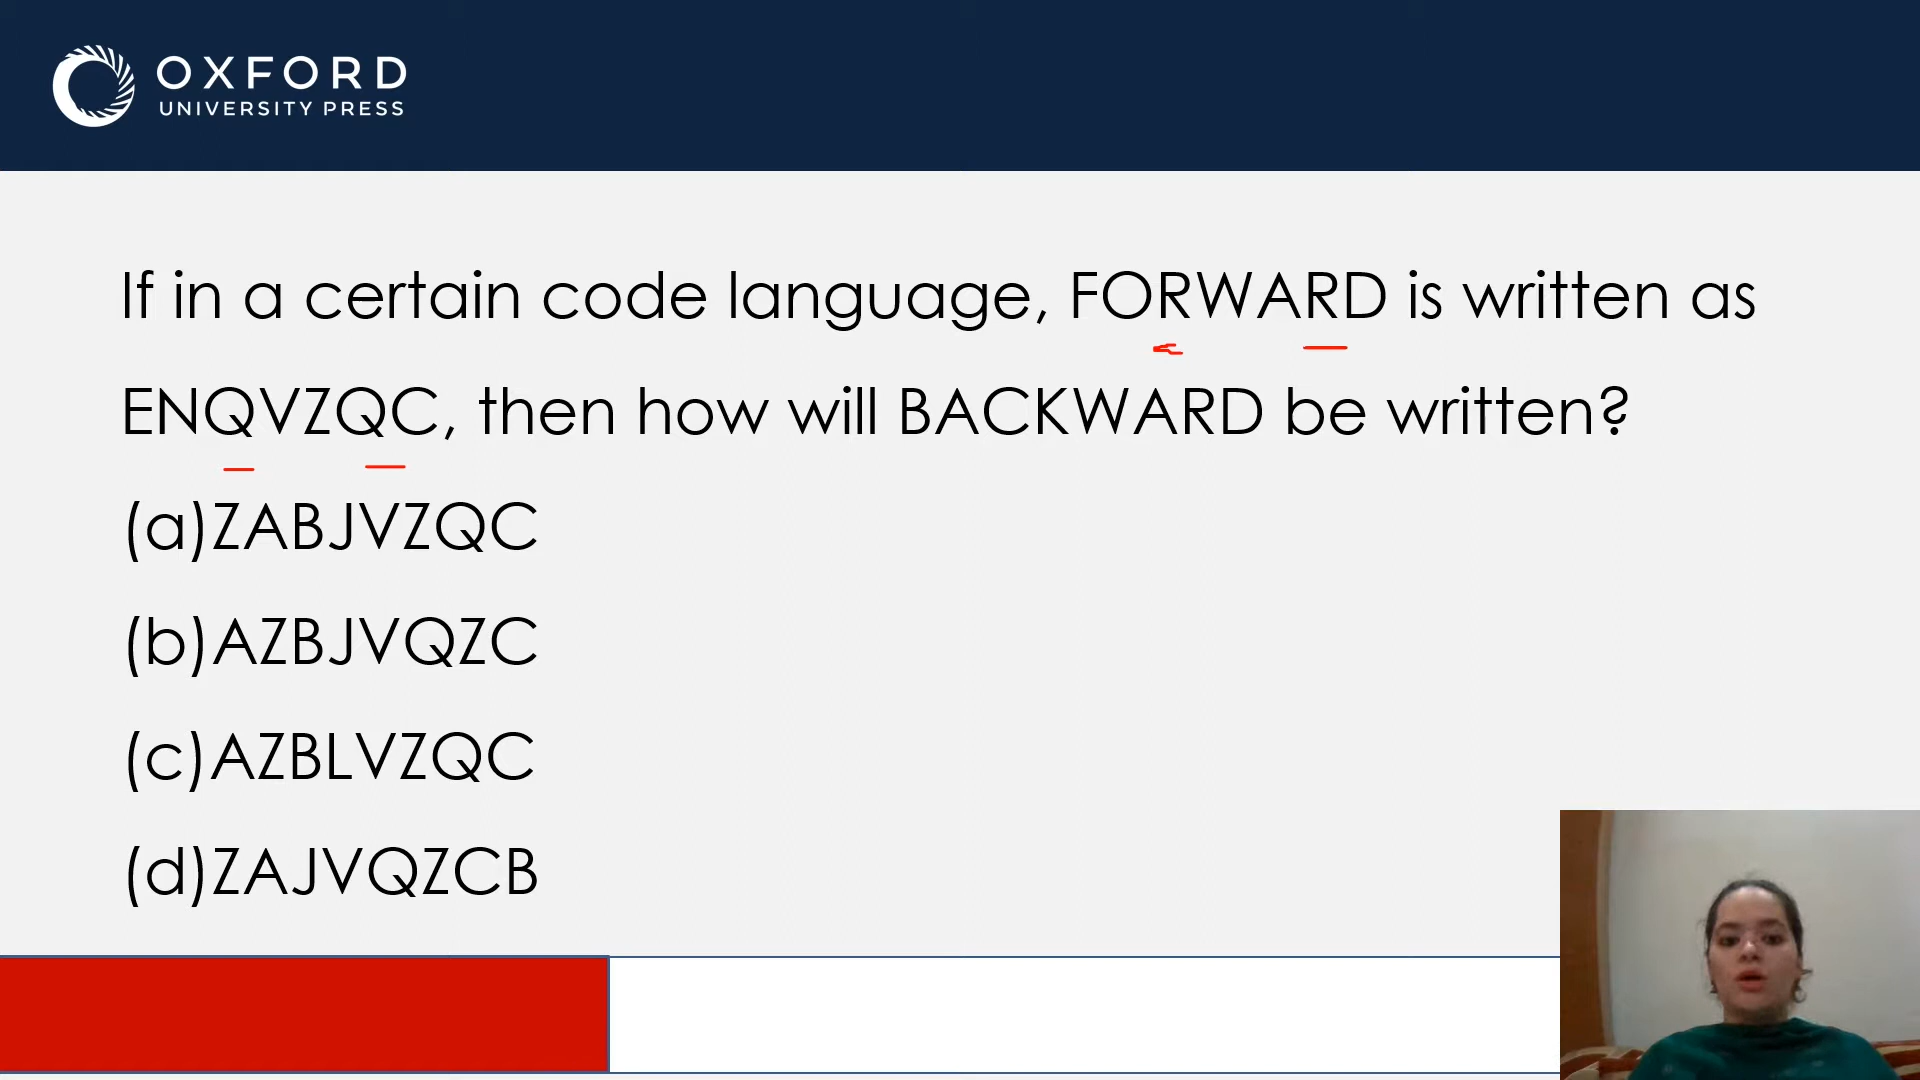 OXFORD
UNIVERSITY PRESS
If in a certain code language, FORWARD is written as
ENQVZQC, then how will BACKWARD be written?
(a)ZABJVZQC
(b)AZBJVQZC
(c)AZBLVZQC
(d)ZAJVQZCB